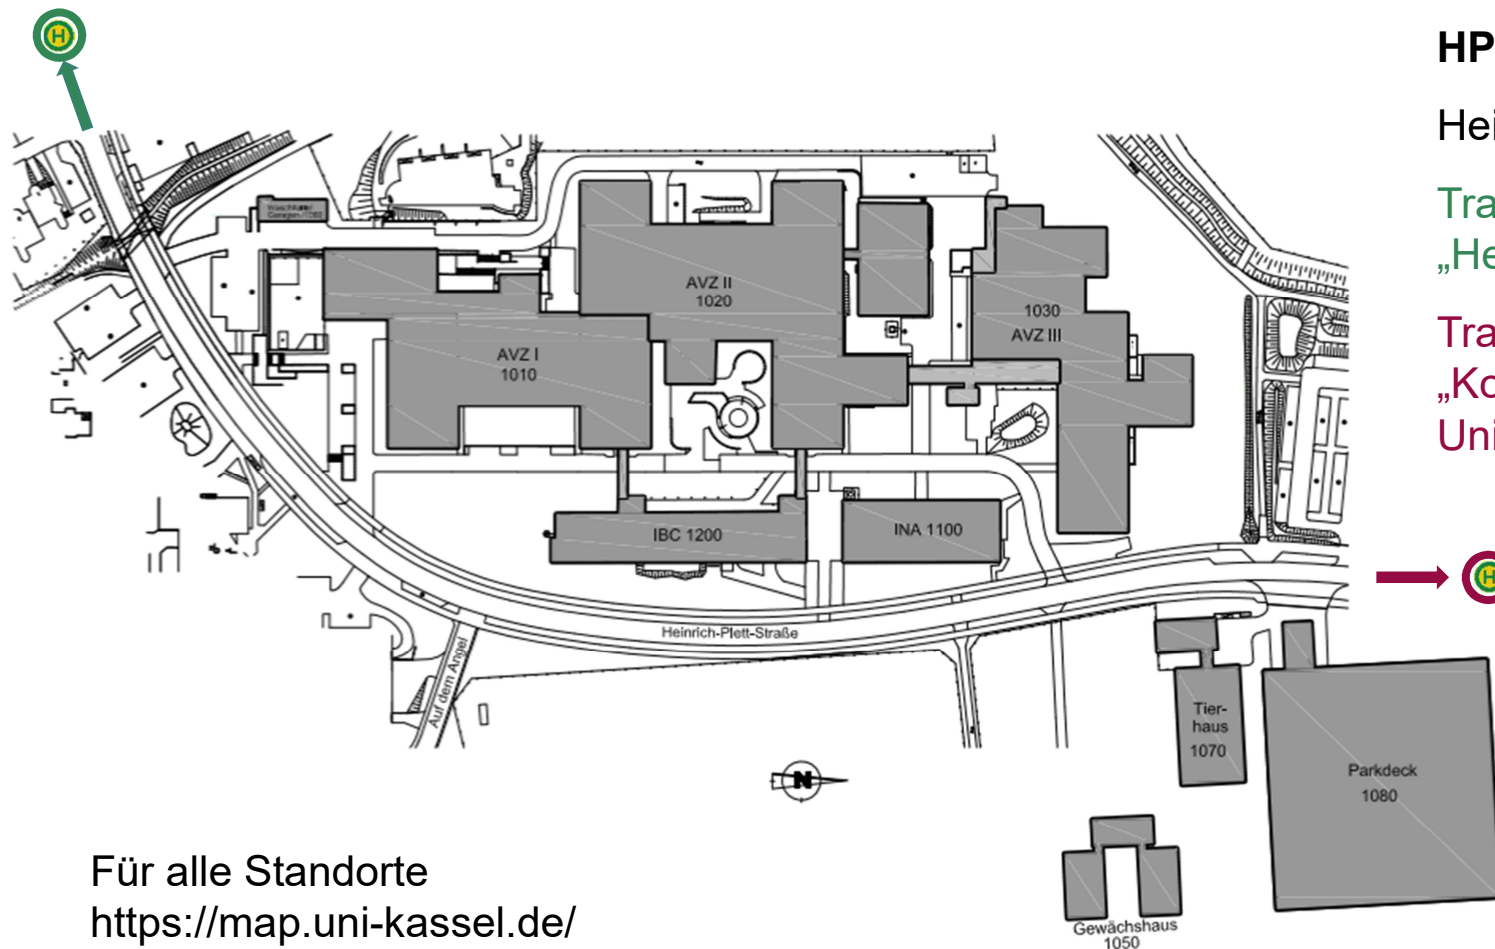 H
HP
Hei
Tra
„He
Tra
„Ko
Uni
AVZ II
1020
AVZ I
1010
1030
AVZ III
IBC 1200
INA 1100
H
Heinrich-Plett-Straße
Auf dem Angel
N
Tier-
haus
1070
Parkdeck
1080
Gewächshaus
1050
Für alle Standorte
https://map.uni-kassel.de/